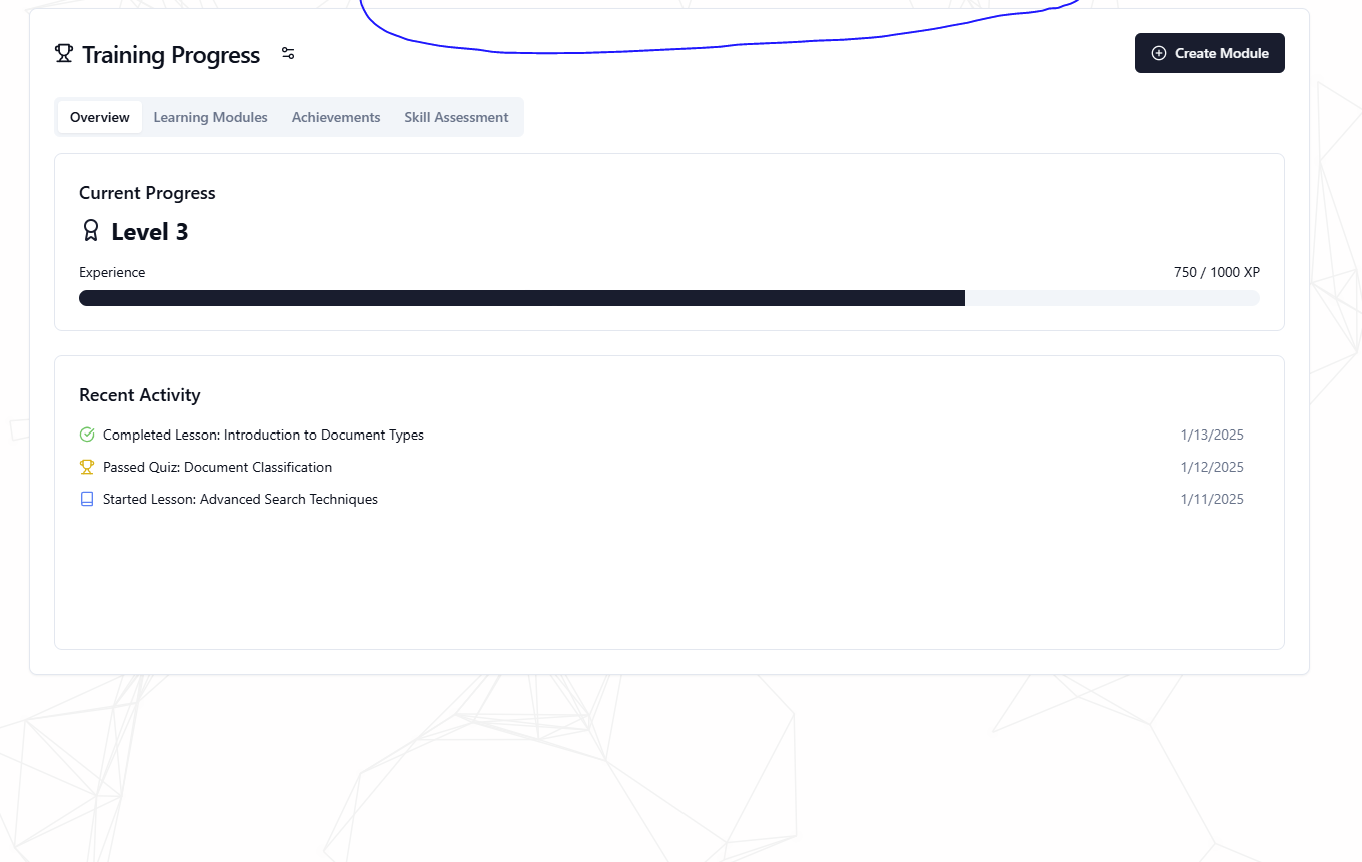 Training Progress
Create Module
Overview Learning Modules Achievements Skill Assessment
Current Progress
Level 3
Experience 750 / 1000 XP
Recent Activity
Completed Lesson: Introduction to Document Types 1/13/2025
Passed Quiz: Document Classification 1/12/2025
Started Lesson: Advanced Search Techniques 1/11/2025